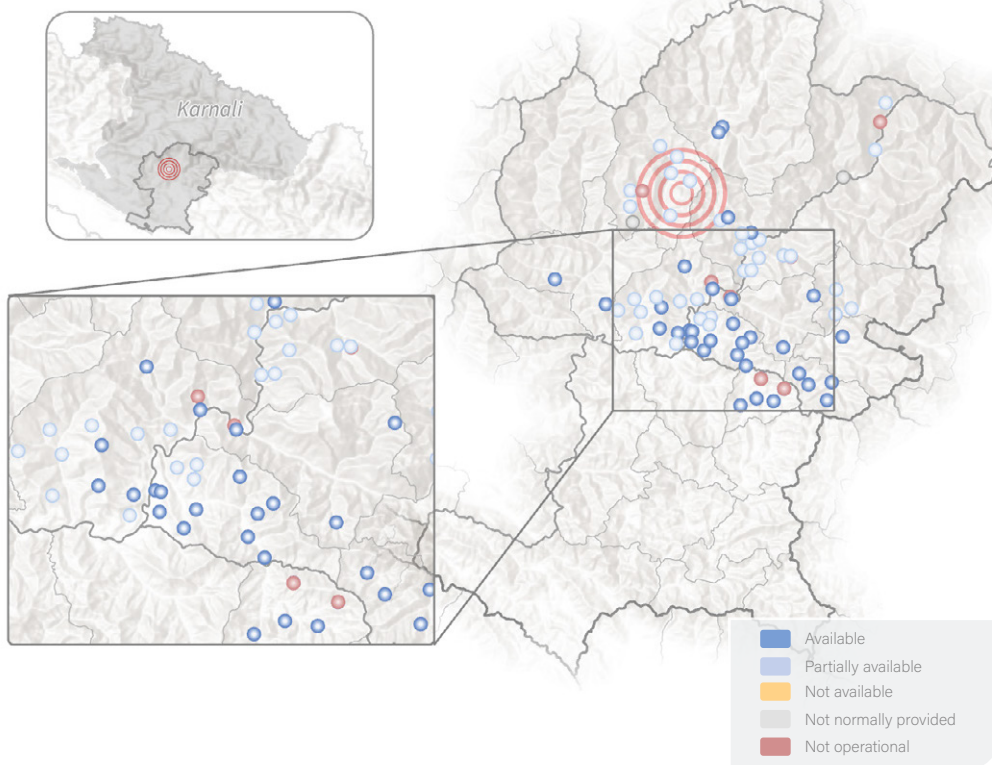 Karnali
Available
Partially available
Not available
Not normally provided
Not operational